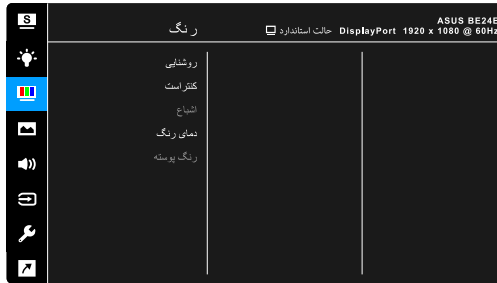 S
ASUS BE24E
رنگ
حالت استاندارد DisplayPort 1920 x 1080 @ 60Hz
روشنایی
کنتراست
اشباع
دمای رنگ
رنگ پوسته